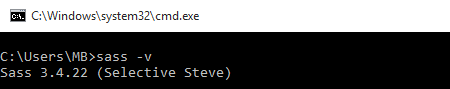 C:\Windows\system32\cmd.exe
C:\Users\MB>sass -v
Sass 3.4.22 (Selective Steve)